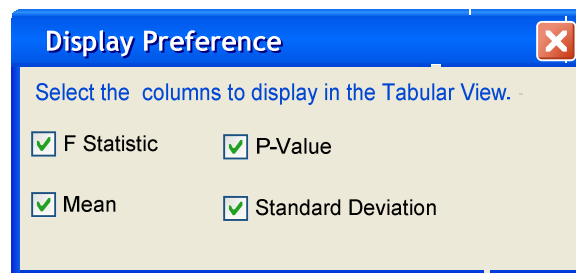 Display Preference
Select the columns to display in the Tabular View.
F Statistic P-Value
Mean Standard Deviation